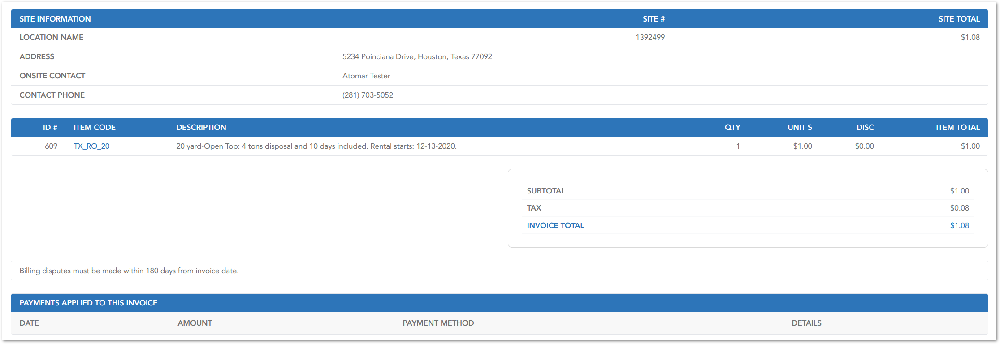 SITE INFORMATION SITE # SITE TOTAL
LOCATION NAME 1392499 $1.08
ADDRESS 5234 Poinciana Drive, Houston, Texas 77092
ONSITE CONTACT Atomar Tester
CONTACT PHONE (281) 703-5052
ID # ITEM CODE DESCRIPTION QTY UNIT $ DISC ITEM TOTAL
609 TX_RO_20 20 yard-Open Top: 4 tons disposal and 10 days included. Rental starts: 12-13-2020. 1 $1.00 $0.00 $1.00
SUBTOTAL $1.00
TAX $0.08
INVOICE TOTAL $1.08
Billing disputes must be made within 180 days from invoice date.
PAYMENTS APPLIED TO THIS INVOICE
DATE AMOUNT PAYMENT METHOD DETAILS